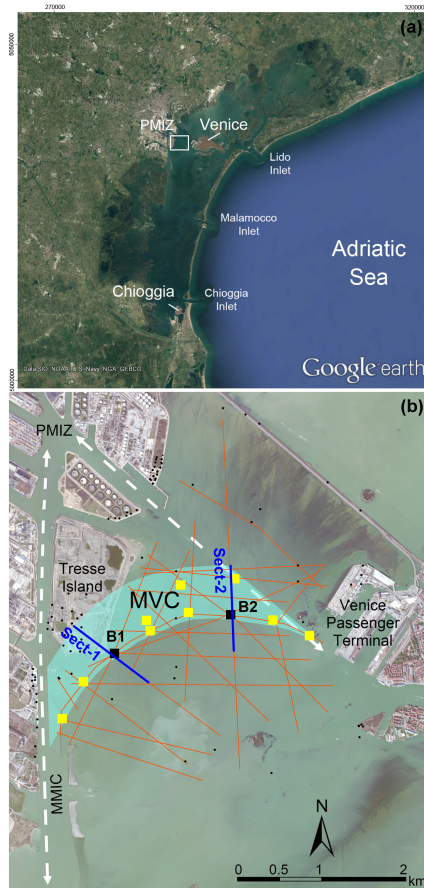 270000
320000
(a)
5050000
PMIZ
Venice
Lido
Inlet
Malamocco
Inlet
Adriatic
Sea
Chioggia
Chioggia
Inlet
Data SIO, NOAA, U.S. Navy, NGA, GEBCO
Google earth
(b)
PMIZ
Tresse
Island
MVC
Sect-2
B2
Venice
Passenger
Terminal
B1
Sect-1
MMIC
N
0 0.5 1 2
km